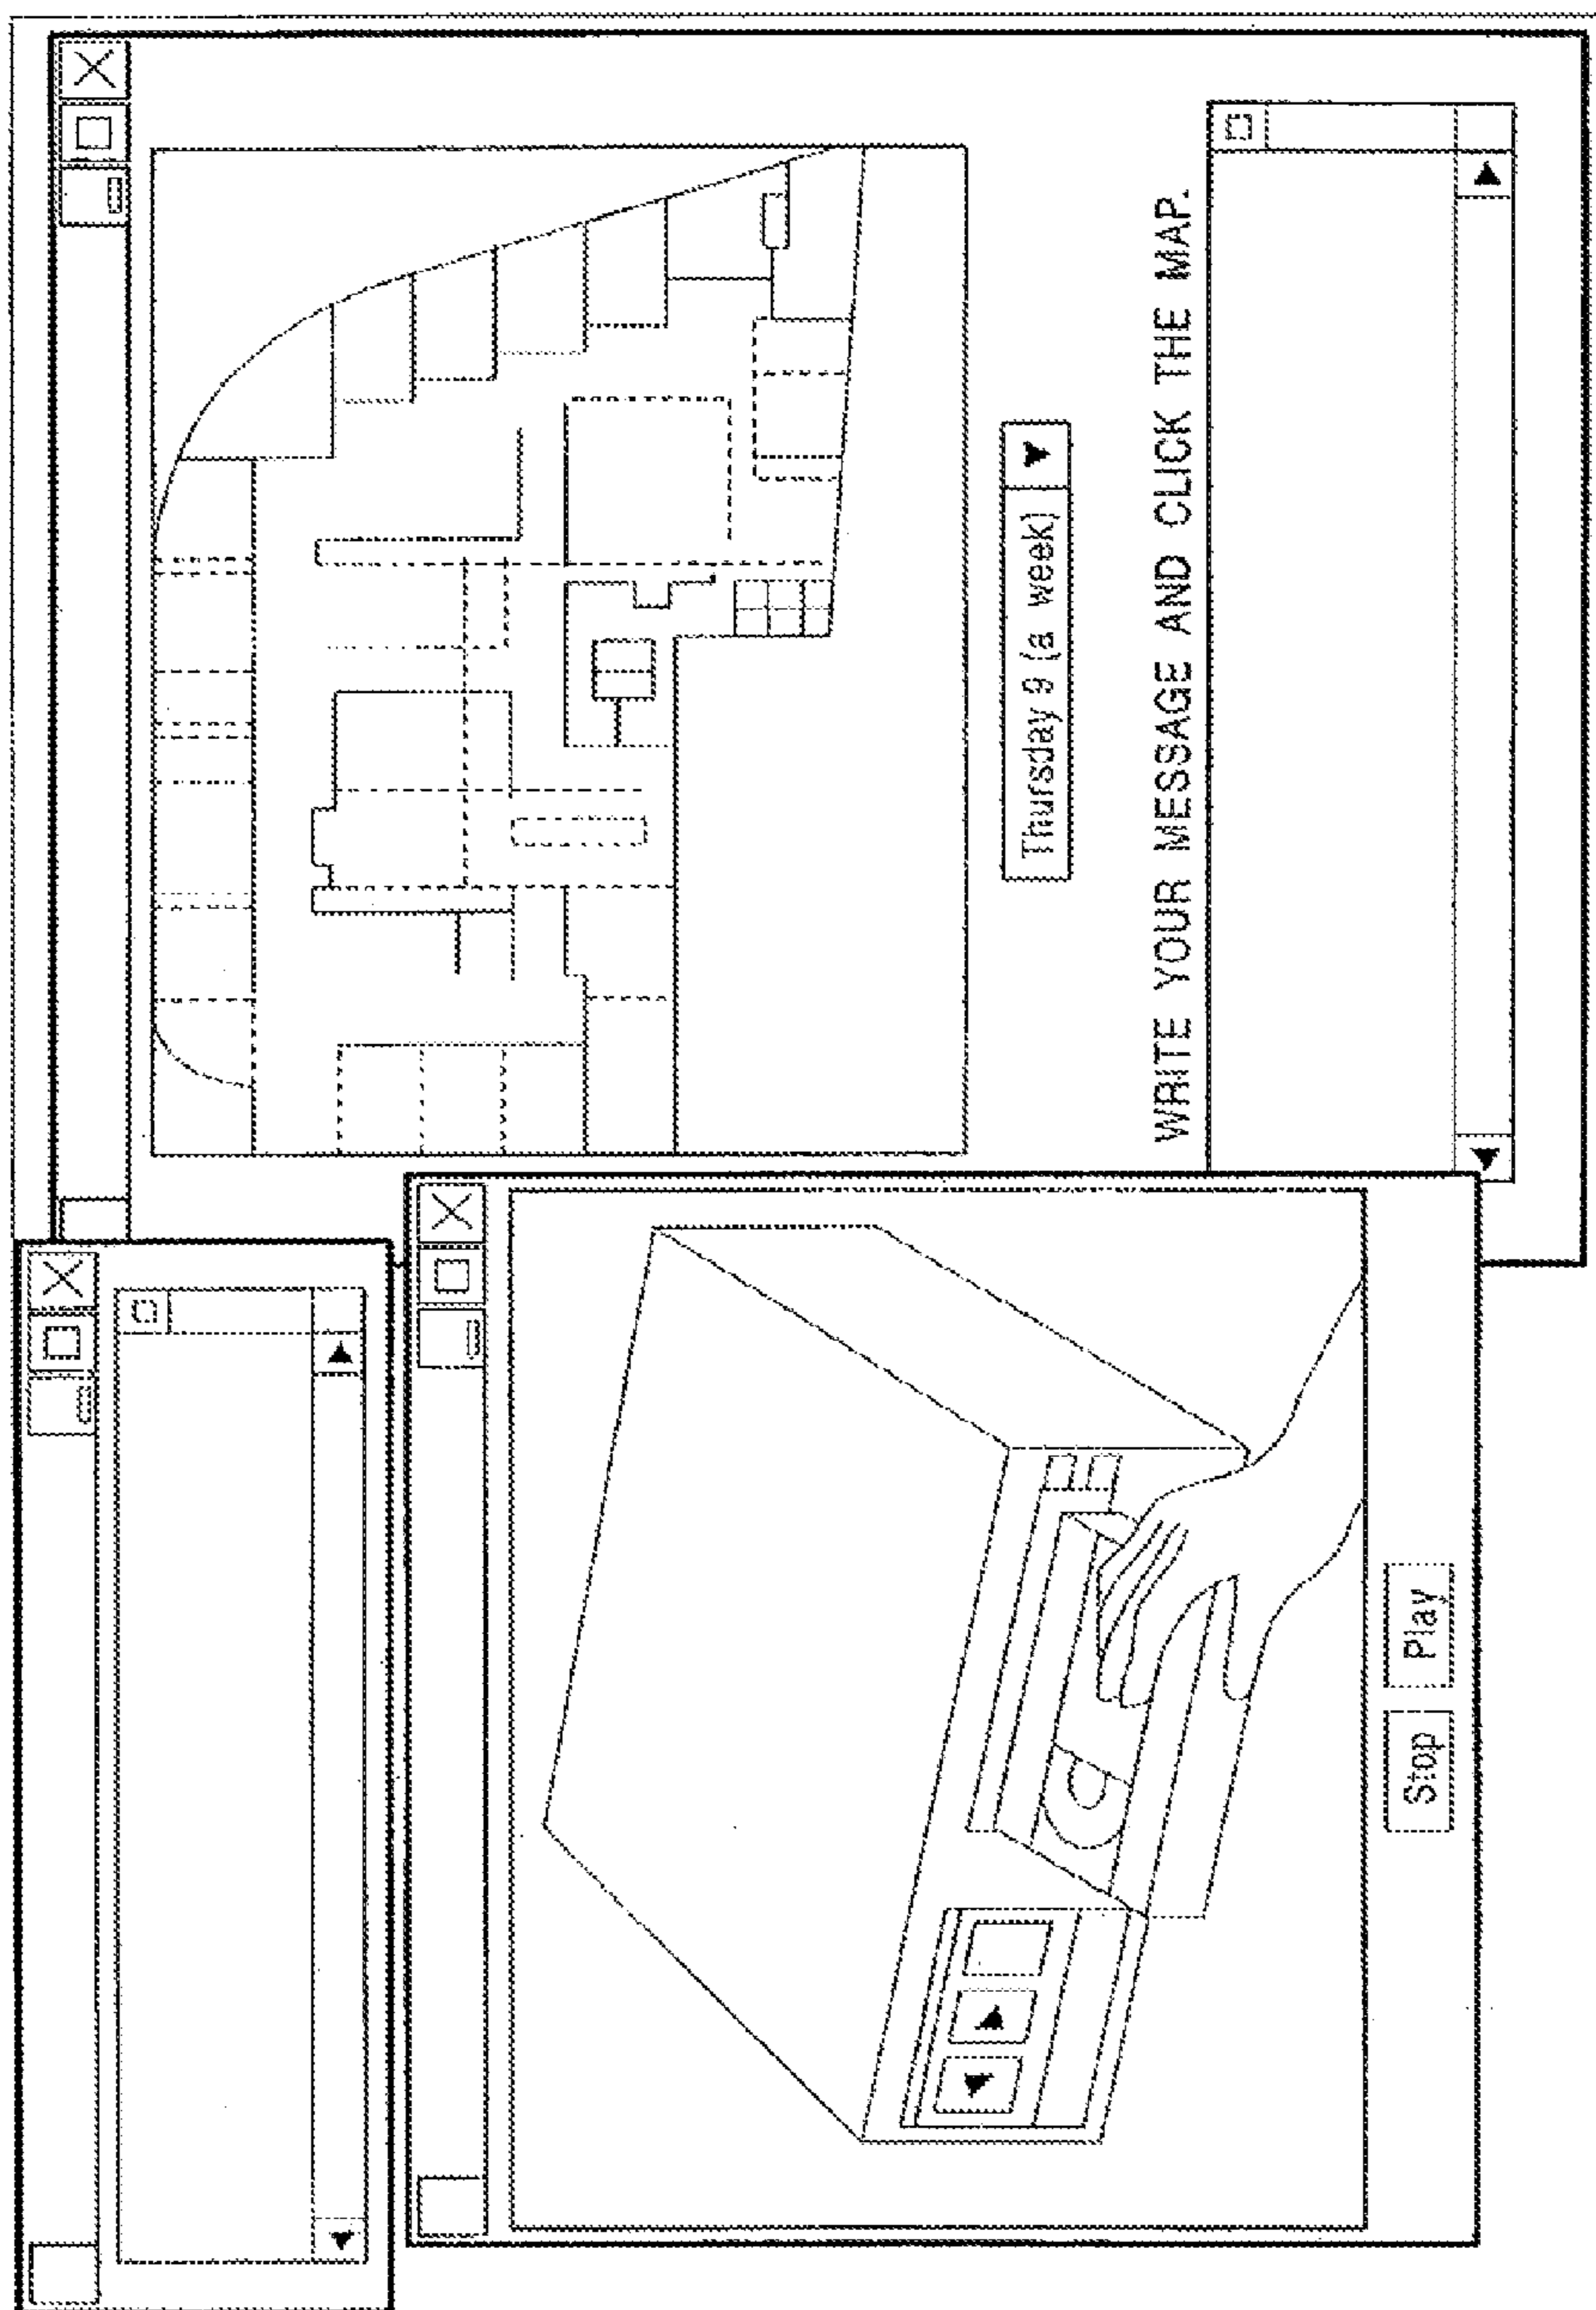 Thursday 9 (a week)
WRITE YOUR MESSAGE AND CLICK THE MAP.
Stop
Play